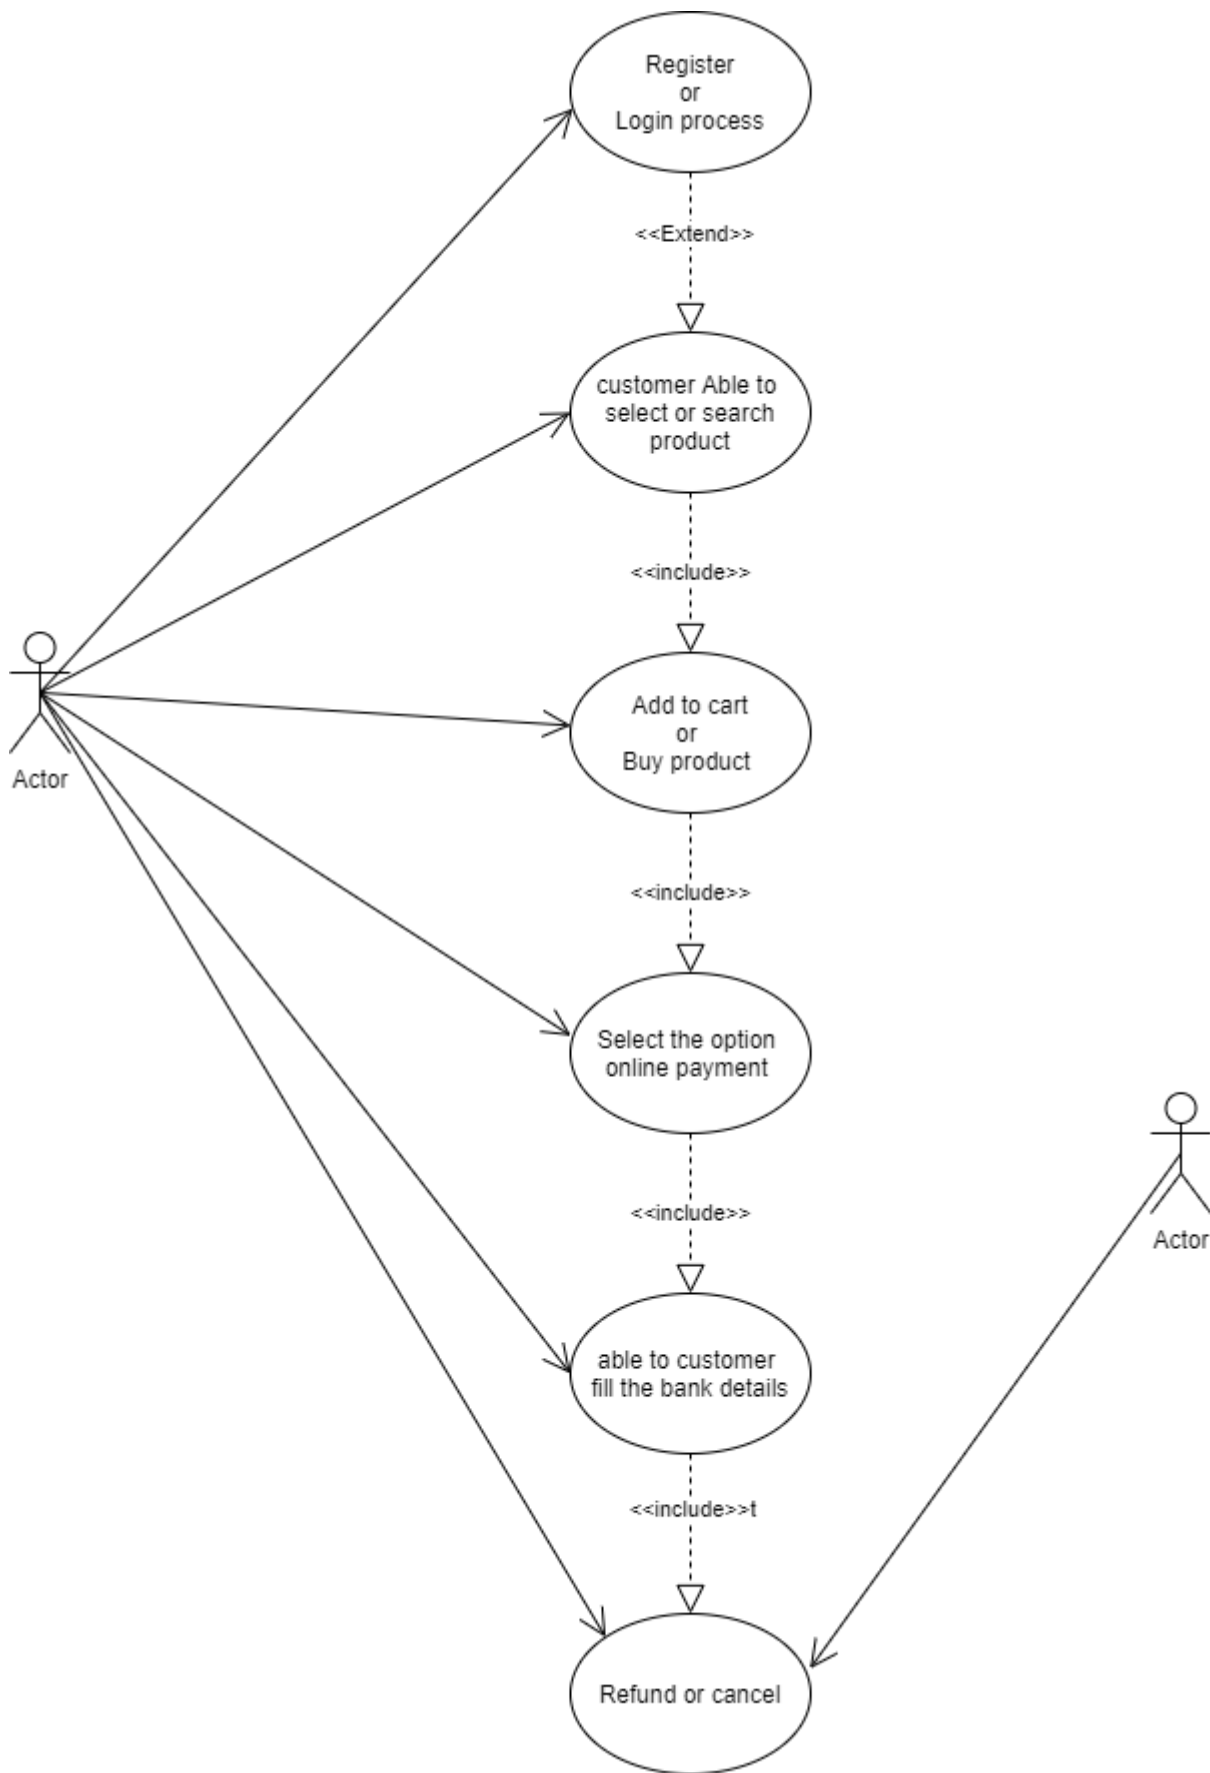 Register
or
Login process
<<Extend>>
customer Able to
select or search
product
<<include>>
Add to cart
or
Buy product
Actor
<<include>>
Select the option
online payment
<<include>>
Actor
able to customer
fill the bank details
<<include>>t
Refund or cancel